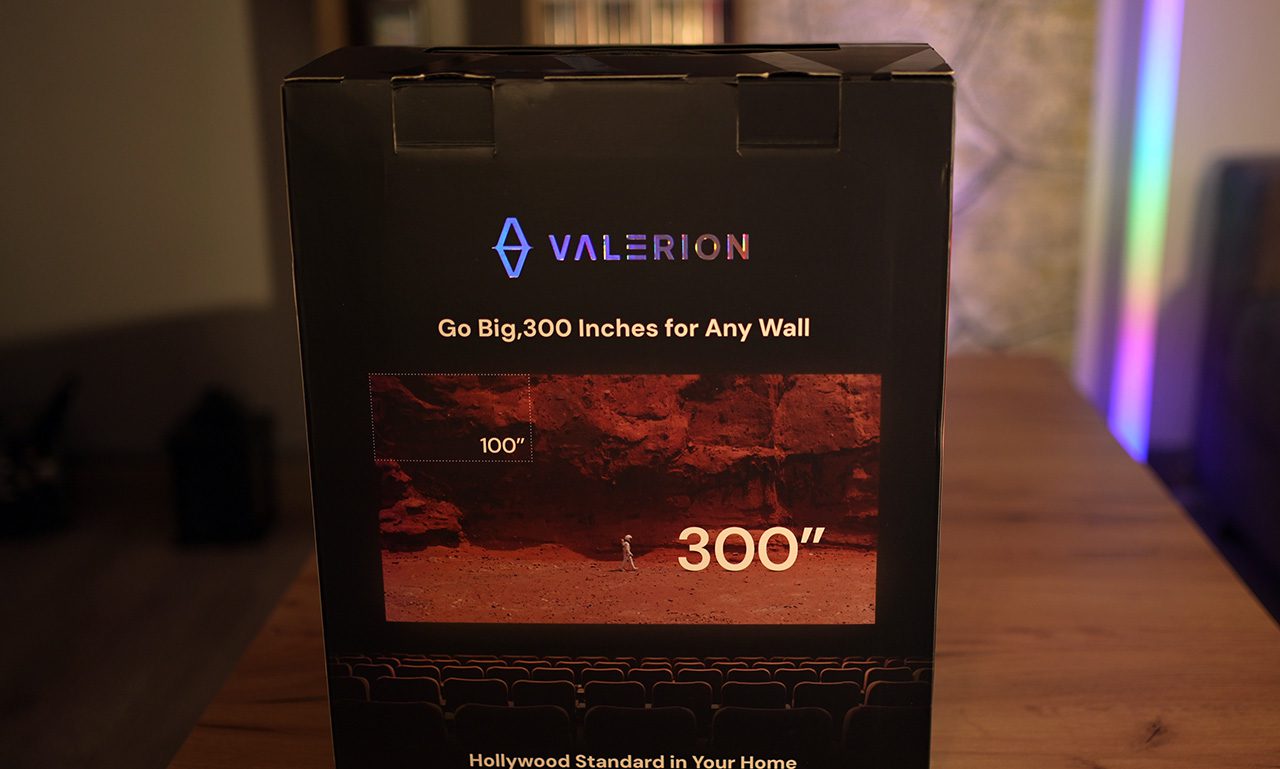 VALERION
Go Big,300 Inches for Any Wall
100”
300”
Hollywood Standard in Your Home